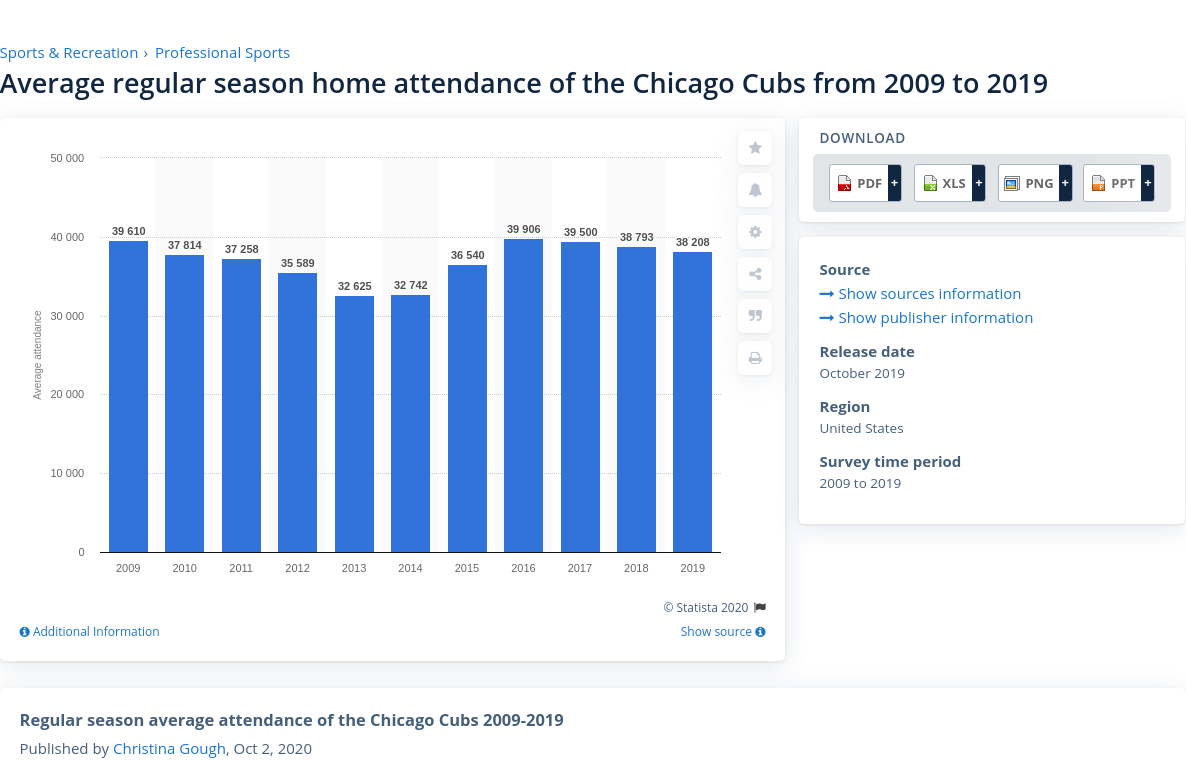 Sports & Recreation › Professional Sports
Average regular season home attendance of the Chicago Cubs from 2009 to 2019
50 000
40 000
30 000
20 000
10 000
0
Average attendance
39 610
37 814
37 258
35 589
32 625
32 742
36 540
39 906
39 500
38 793
38 208
2009
2010
2011
2012
2013
2014
2015
2016
2017
2018
2019
© Statista 2020
Additional Information
Show source
DOWNLOAD
PDF +
XLS +
PNG +
PPT +
Source
Show sources information
Show publisher information
Release date
October 2019
Region
United States
Survey time period
2009 to 2019
Regular season average attendance of the Chicago Cubs 2009-2019
Published by Christina Gough, Oct 2, 2020